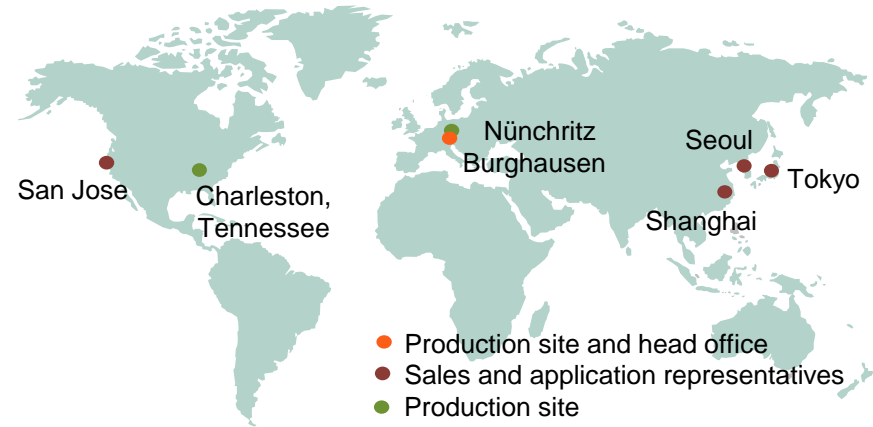 San Jose
Charleston,
Tennessee
Nünchritz
Burghausen
Seoul
Tokyo
Shanghai
Production site and head office
Sales and application representatives
Production site